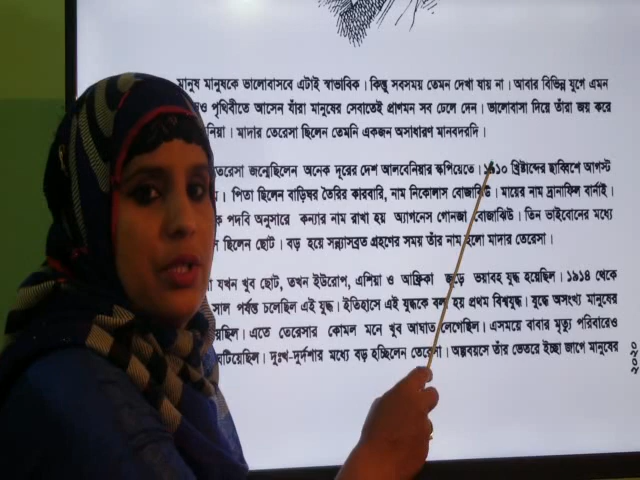 মানুষ মানুষকে ভালোবাসবে এটাই স্বাভাবিক। কিন্তু সবসময় তেমন দেখা যায় না। আবার বিভিন্ন যুগে এমন
পৃথিবীতে আসেন যাঁরা মানুষের সেবাতেই প্রাণমন সব ঢেলে দেন। ভালোবাসা দিয়ে তাঁরা জয় করে
মাদার তেরেসা ছিলেন তেমনি একজন অসাধারণ মানবদরদি।
তেরেসা জন্মেছিলেন অনেক দূরের দেশ আলবেনিয়ার স্কপিয়েতে। ১৯১০ খ্রিষ্টাব্দের ছাব্বিশে আগস্ট
। পিতা ছিলেন বাড়িঘর তৈরির কারবারি, নাম নিকোলাস বোজাঝিউ। মায়ের নাম দ্রানাফিল বার্নাই।
পদবি অনুসারে কন্যার নাম রাখা হয় অ্যাগনেস গোনজা বোজাঝিউ। তিন ভাইবোনের মধ্যে
ছিলেন ছোট। বড় হয়ে সন্ন্যাসব্রত গ্রহণের সময় তাঁর নাম হলো মাদার তেরেসা।
যখন খুব ছোট, তখন ইউরোপ, এশিয়া ও আফ্রিকা জুড়ে ভয়াবহ যুদ্ধ হয়েছিল। ১৯১৪ থেকে
সাল পর্যন্ত চলেছিল এই যুদ্ধ। ইতিহাসে এই যুদ্ধকে বলা হয় প্রথম বিশ্বযুদ্ধ। যুদ্ধে অসংখ্য মানুষের
এতে তেরেসার কোমল মনে খুব আঘাত লেগেছিল। এসময়ে বাবার মৃত্যু পরিবারেও
দুঃখ-দুর্দশার মধ্যে বড় হচ্ছিলেন তেরেসা। অল্পবয়সে তাঁর ভেতরে ইচ্ছা জাগে মানুষের
২০২০